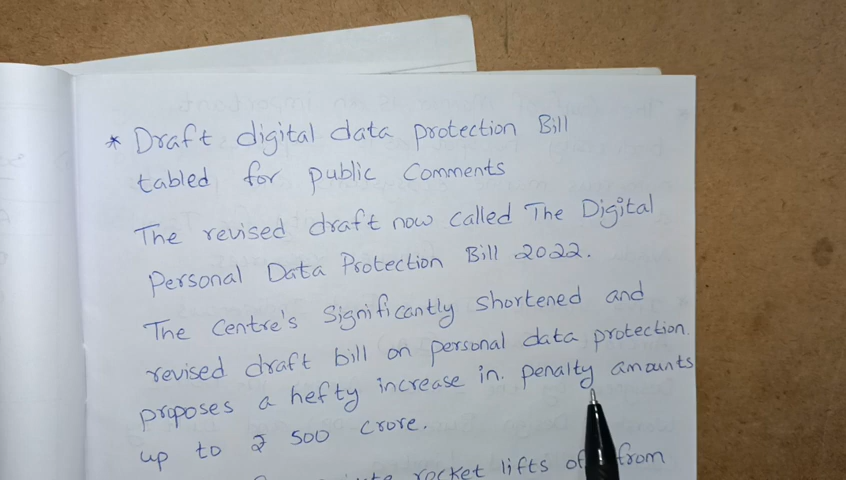 * Draft digital data protection Bill
tabled for public Comments
The revised draft now called The Digital
Personal Data Protection Bill 2022.
The Centre's Significantly shortened and
revised draft bill on personal data protection.
proposes a hefty increase in. penalty amounts
up to ₹ 500 crore.
rocket lifts from